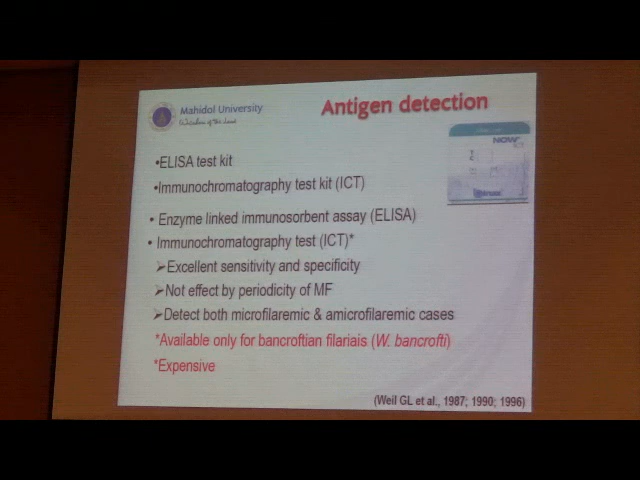 Mahidol University
Wisdom of the Land
Antigen detection
NOW
•ELISA test kit
•Immunochromatography test kit (ICT)
• Enzyme linked immunosorbent assay (ELISA)
• Immunochromatography test (ICT)*
➢Excellent sensitivity and specificity
➢Not effect by periodicity of MF
➢Detect both microfilaremic & amicrofilaremic cases
*Available only for bancroftian filariais (W. bancrofti)
*Expensive
(Weil GL et al., 1987; 1990; 1996)